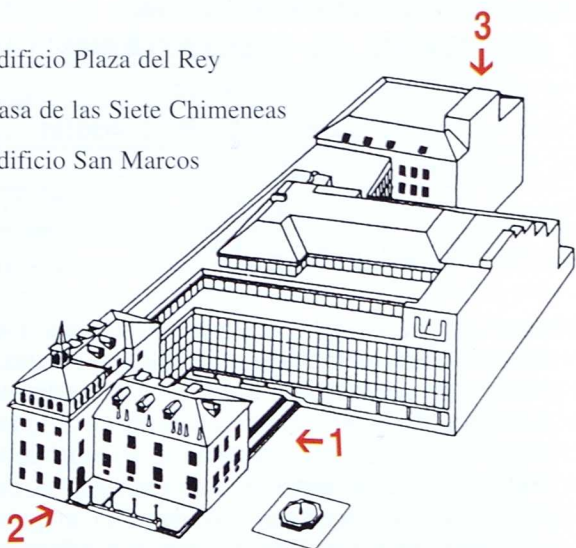 3
dificio Plaza del Rey
asa de las Siete Chimeneas
dificio San Marcos
1
2